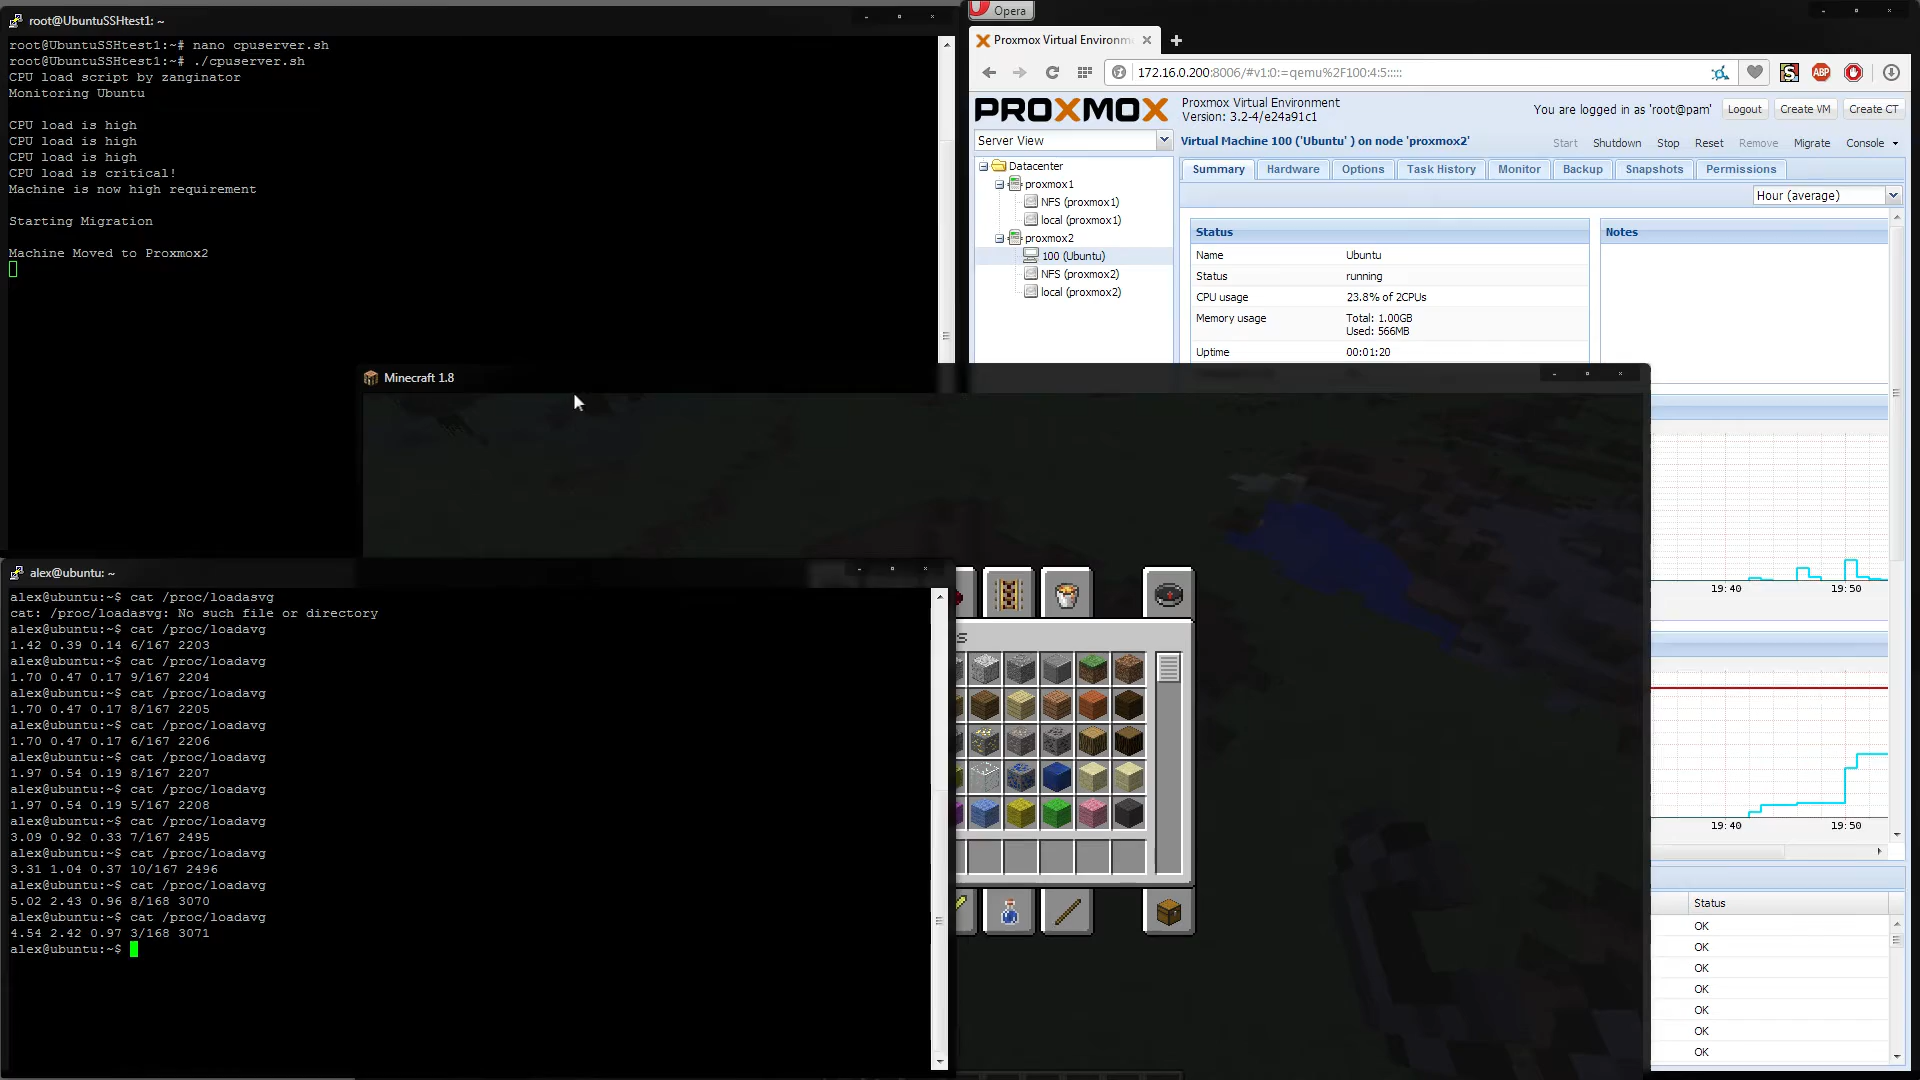 root@UbuntuSSHtest1: ~
root@UbuntuSSHtest1:~# nano cpuserver.sh
root@UbuntuSSHtest1:~# ./cpuserver.sh
CPU load script by zanginator
Monitoring Ubuntu
CPU load is high
CPU load is high
CPU load is high
CPU load is critical!
Machine is now high requirement
Starting Migration
Machine Moved to Proxmox2
Opera
Proxmox Virtual Environm
172.16.0.200:8006/#v1:0:=qemu%2F100:4:5:::::
ABP
PROXMOX
Proxmox Virtual Environment
Version: 3.2-4/e24a91c1
You are logged in as 'root@pam'
Logout
Create VM
Create CT
Server View
Virtual Machine 100 ('Ubuntu' ) on node 'proxmox2'
Start
Shutdown
Stop
Reset
Remove
Migrate
Console
Datacenter
proxmox1
NFS (proxmox1)
local (proxmox1)
proxmox2
100 (Ubuntu)
NFS (proxmox2)
local (proxmox2)
Summary
Hardware
Options
Task History
Monitor
Backup
Snapshots
Permissions
Hour (average)
Status
Name Ubuntu
Status running
CPU usage 23.8% of 2CPUs
Memory usage Total: 1.00GB
Used: 566MB
Uptime 00:01:20
Notes
Minecraft 1.8
19:40 19:50
19:40 19:50
Status
OK
OK
OK
OK
OK
OK
OK
s
alex@ubuntu: ~
alex@ubuntu:~$ cat /proc/loadasvg
cat: /proc/loadasvg: No such file or directory
alex@ubuntu:~$ cat /proc/loadavg
1.42 0.39 0.14 6/167 2203
alex@ubuntu:~$ cat /proc/loadavg
1.70 0.47 0.17 9/167 2204
alex@ubuntu:~$ cat /proc/loadavg
1.70 0.47 0.17 8/167 2205
alex@ubuntu:~$ cat /proc/loadavg
1.70 0.47 0.17 6/167 2206
alex@ubuntu:~$ cat /proc/loadavg
1.97 0.54 0.19 8/167 2207
alex@ubuntu:~$ cat /proc/loadavg
1.97 0.54 0.19 5/167 2208
alex@ubuntu:~$ cat /proc/loadavg
3.09 0.92 0.33 7/167 2495
alex@ubuntu:~$ cat /proc/loadavg
3.31 1.04 0.37 10/167 2496
alex@ubuntu:~$ cat /proc/loadavg
5.02 2.43 0.96 8/168 3070
alex@ubuntu:~$ cat /proc/loadavg
4.54 2.42 0.97 3/168 3071
alex@ubuntu:~$